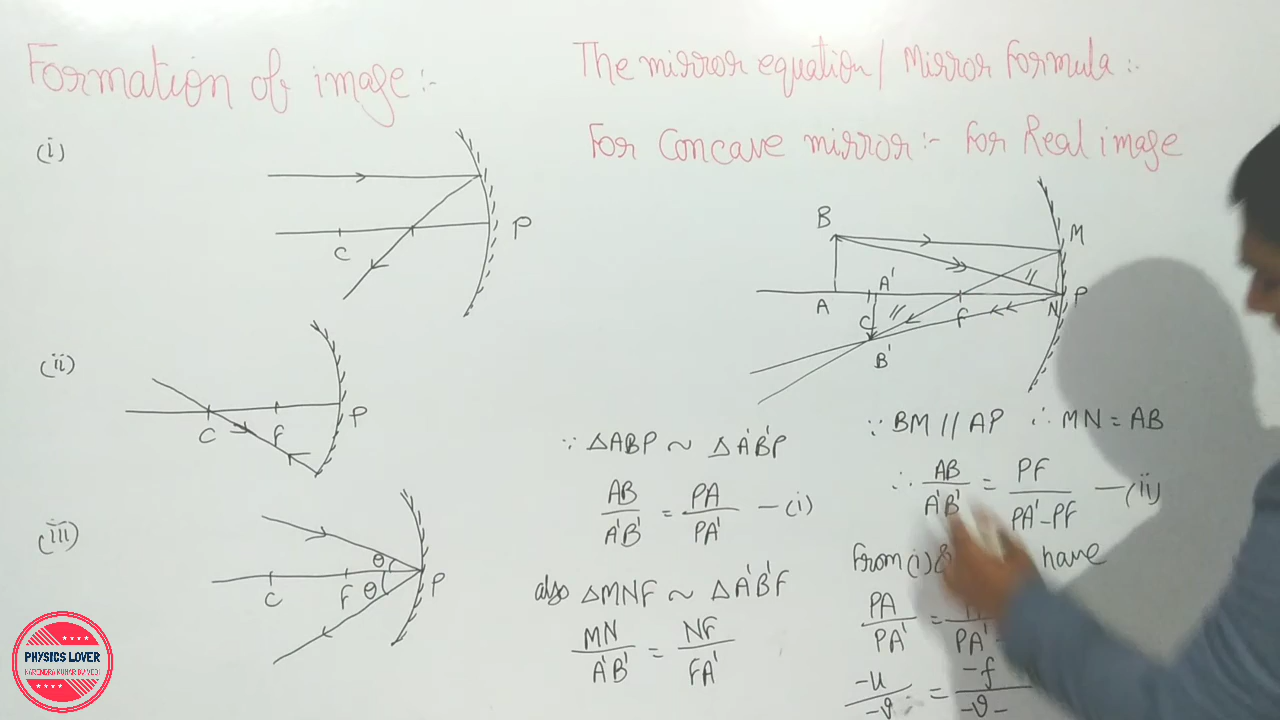 Formation of image:-
(i)
C
P
(ii)
C
F
P
(iii)
θ
θ
C
F
P
The mirror equation / Mirror formula:-
For Concave mirror:- For Real image
B
M
A'
A
C
F
N
P
B'
∵ ΔABP ~ ΔA'B'P
AB/A'B' = PA/PA' —(i)
also ΔMNF ~ ΔA'B'F
MN/A'B' = NF/FA'
∵ BM // AP ∴ MN = AB
∴ AB/A'B' = PF/PA'-PF —(ii)
From (i) & have
PA/PA' = PA'
-u/-v = -f/-v-
PHYSICS LOVER